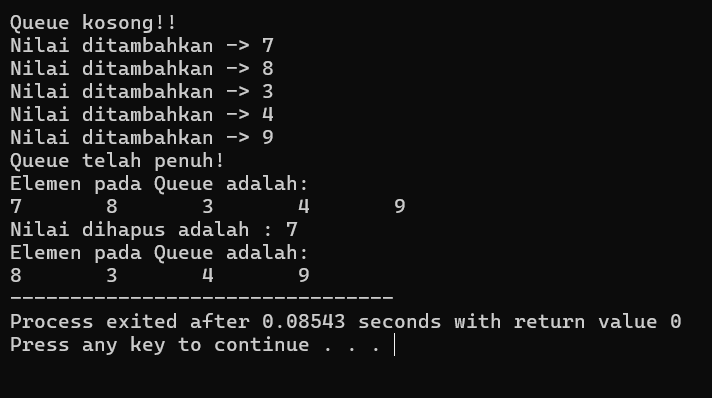 Queue kosong!!
Nilai ditambahkan -> 7
Nilai ditambahkan -> 8
Nilai ditambahkan -> 3
Nilai ditambahkan -> 4
Nilai ditambahkan -> 9
Queue telah penuh!
Elemen pada Queue adalah:
7       8       3       4       9
Nilai dihapus adalah : 7
Elemen pada Queue adalah:
8       3       4       9
--------------------------------
Process exited after 0.08543 seconds with return value 0
Press any key to continue . . .